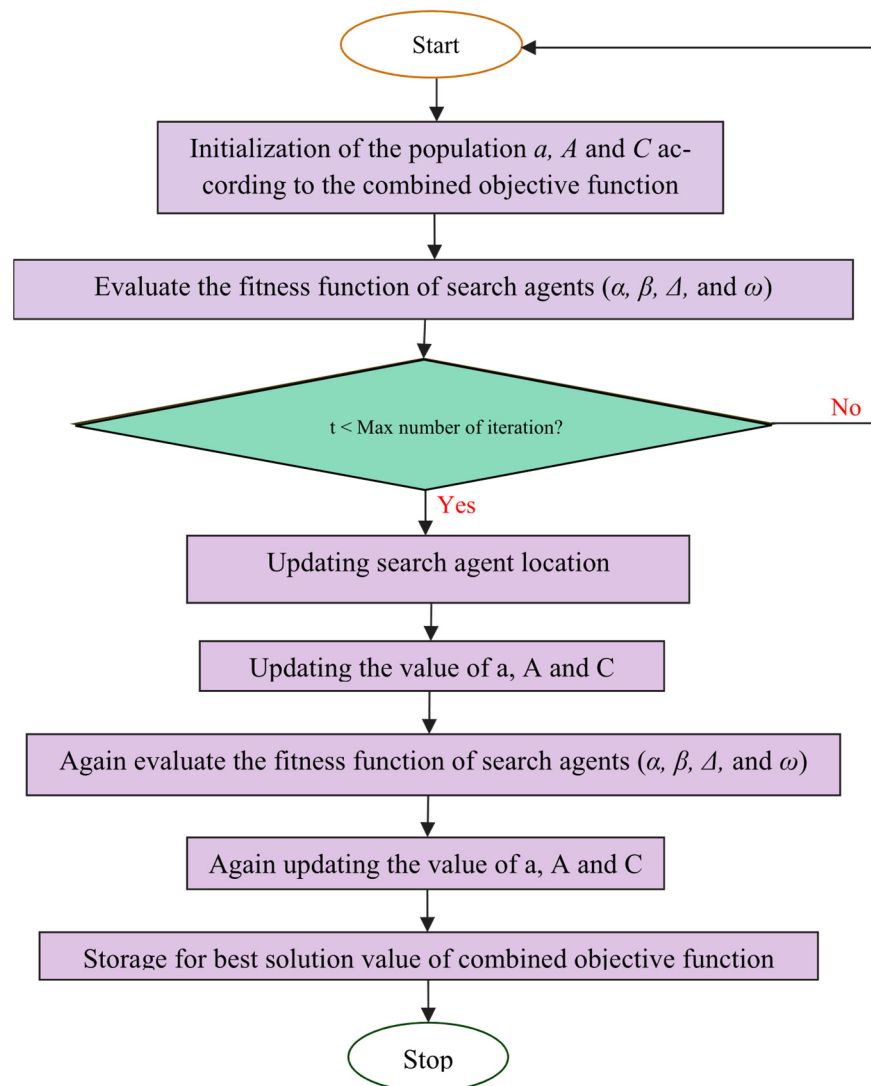 Start
Initialization of the population a, A and C ac-
cording to the combined objective function
Evaluate the fitness function of search agents (α, β, Δ, and ω)
t < Max number of iteration?
No
Yes
Updating search agent location
Updating the value of a, A and C
Again evaluate the fitness function of search agents (α, β, Δ, and ω)
Again updating the value of a, A and C
Storage for best solution value of combined objective function
Stop